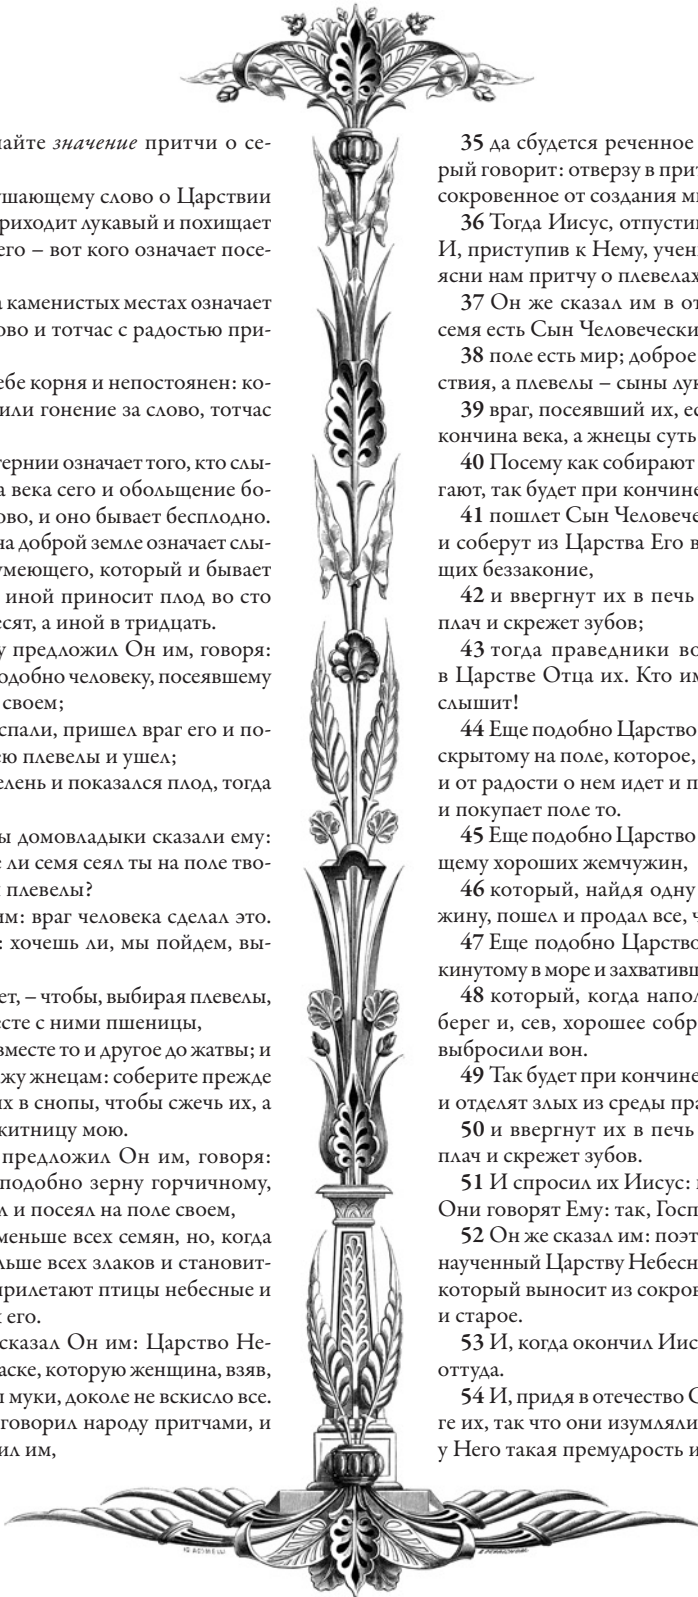 айте значение притчи о се-
ушающему слово о Царствии
риходит лукавый и похищает
его – вот кого означает посе-
а каменистых местах означает
ово и тотчас с радостью при-
ебе корня и непостоянен: ко-
или гонение за слово, тотчас
ернии означает того, кто слы-
а века сего и обольщение бо-
ово, и оно бывает бесплодно.
на доброй земле означает слы-
умеющего, который и бывает
иной приносит плод во сто
есят, а иной в тридцать.
у предложил Он им, говоря:
одобно человеку, посеявшему
своем;
спали, пришел враг его и по-
ю плевелы и ушел;
елень и показался плод, тогда
ы домовладыки сказали ему:
е ли семя сеял ты на поле тво-
плевелы?
им: враг человека сделал это.
: хочешь ли, мы пойдем, вы-
ет, – чтобы, выбирая плевелы,
есте с ними пшеницы,
вместе то и другое до жатвы; и
жу жнецам: соберите прежде
их в снопы, чтобы сжечь их, а
житницу мою.
предложил Он им, говоря:
подобно зерну горчичному,
л и посеял на поле своем,
меньше всех семян, но, когда
льше всех злаков и становит-
прилетают птицы небесные и
и его.
сказал Он им: Царство Не-
аске, которую женщина, взяв,
ы муки, доколе не вскисло все.
говорил народу притчами, и
ил им,
35 да сбудется реченное
рый говорит: отверзу в прит
сокровенное от создания ми
36 Тогда Иисус, отпустив
И, приступив к Нему, учен
ясни нам притчу о плевелах
37 Он же сказал им в от
семя есть Сын Человечески
38 поле есть мир; доброе
ствия, а плевелы – сыны лук
39 враг, посеявший их, ес
кончина века, а жнецы суть
40 Посему как собирают
гают, так будет при кончине
41 пошлет Сын Человече
и соберут из Царства Его в
щих беззаконие,
42 и ввергнут их в печь
плач и скрежет зубов;
43 тогда праведники во
в Царстве Отца их. Кто им
слышит!
44 Еще подобно Царство
скрытому на поле, которое,
и от радости о нем идет и п
и покупает поле то.
45 Еще подобно Царство
щему хороших жемчужин,
46 который, найдя одну
жину, пошел и продал все, ч
47 Еще подобно Царство
кинутому в море и захвативш
48 который, когда напол
берег и, сев, хорошее собр
выбросили вон.
49 Так будет при кончине
и отделят злых из среды пра
50 и ввергнут их в печь
плач и скрежет зубов.
51 И спросил их Иисус:
Они говорят Ему: так, Госп
52 Он же сказал им: поэт
наученный Царству Небесн
который выносит из сокров
и старое.
53 И, когда окончил Иис
оттуда.
54 И, придя в отечество С
ге их, так что они изумляли
у Него такая премудрость и